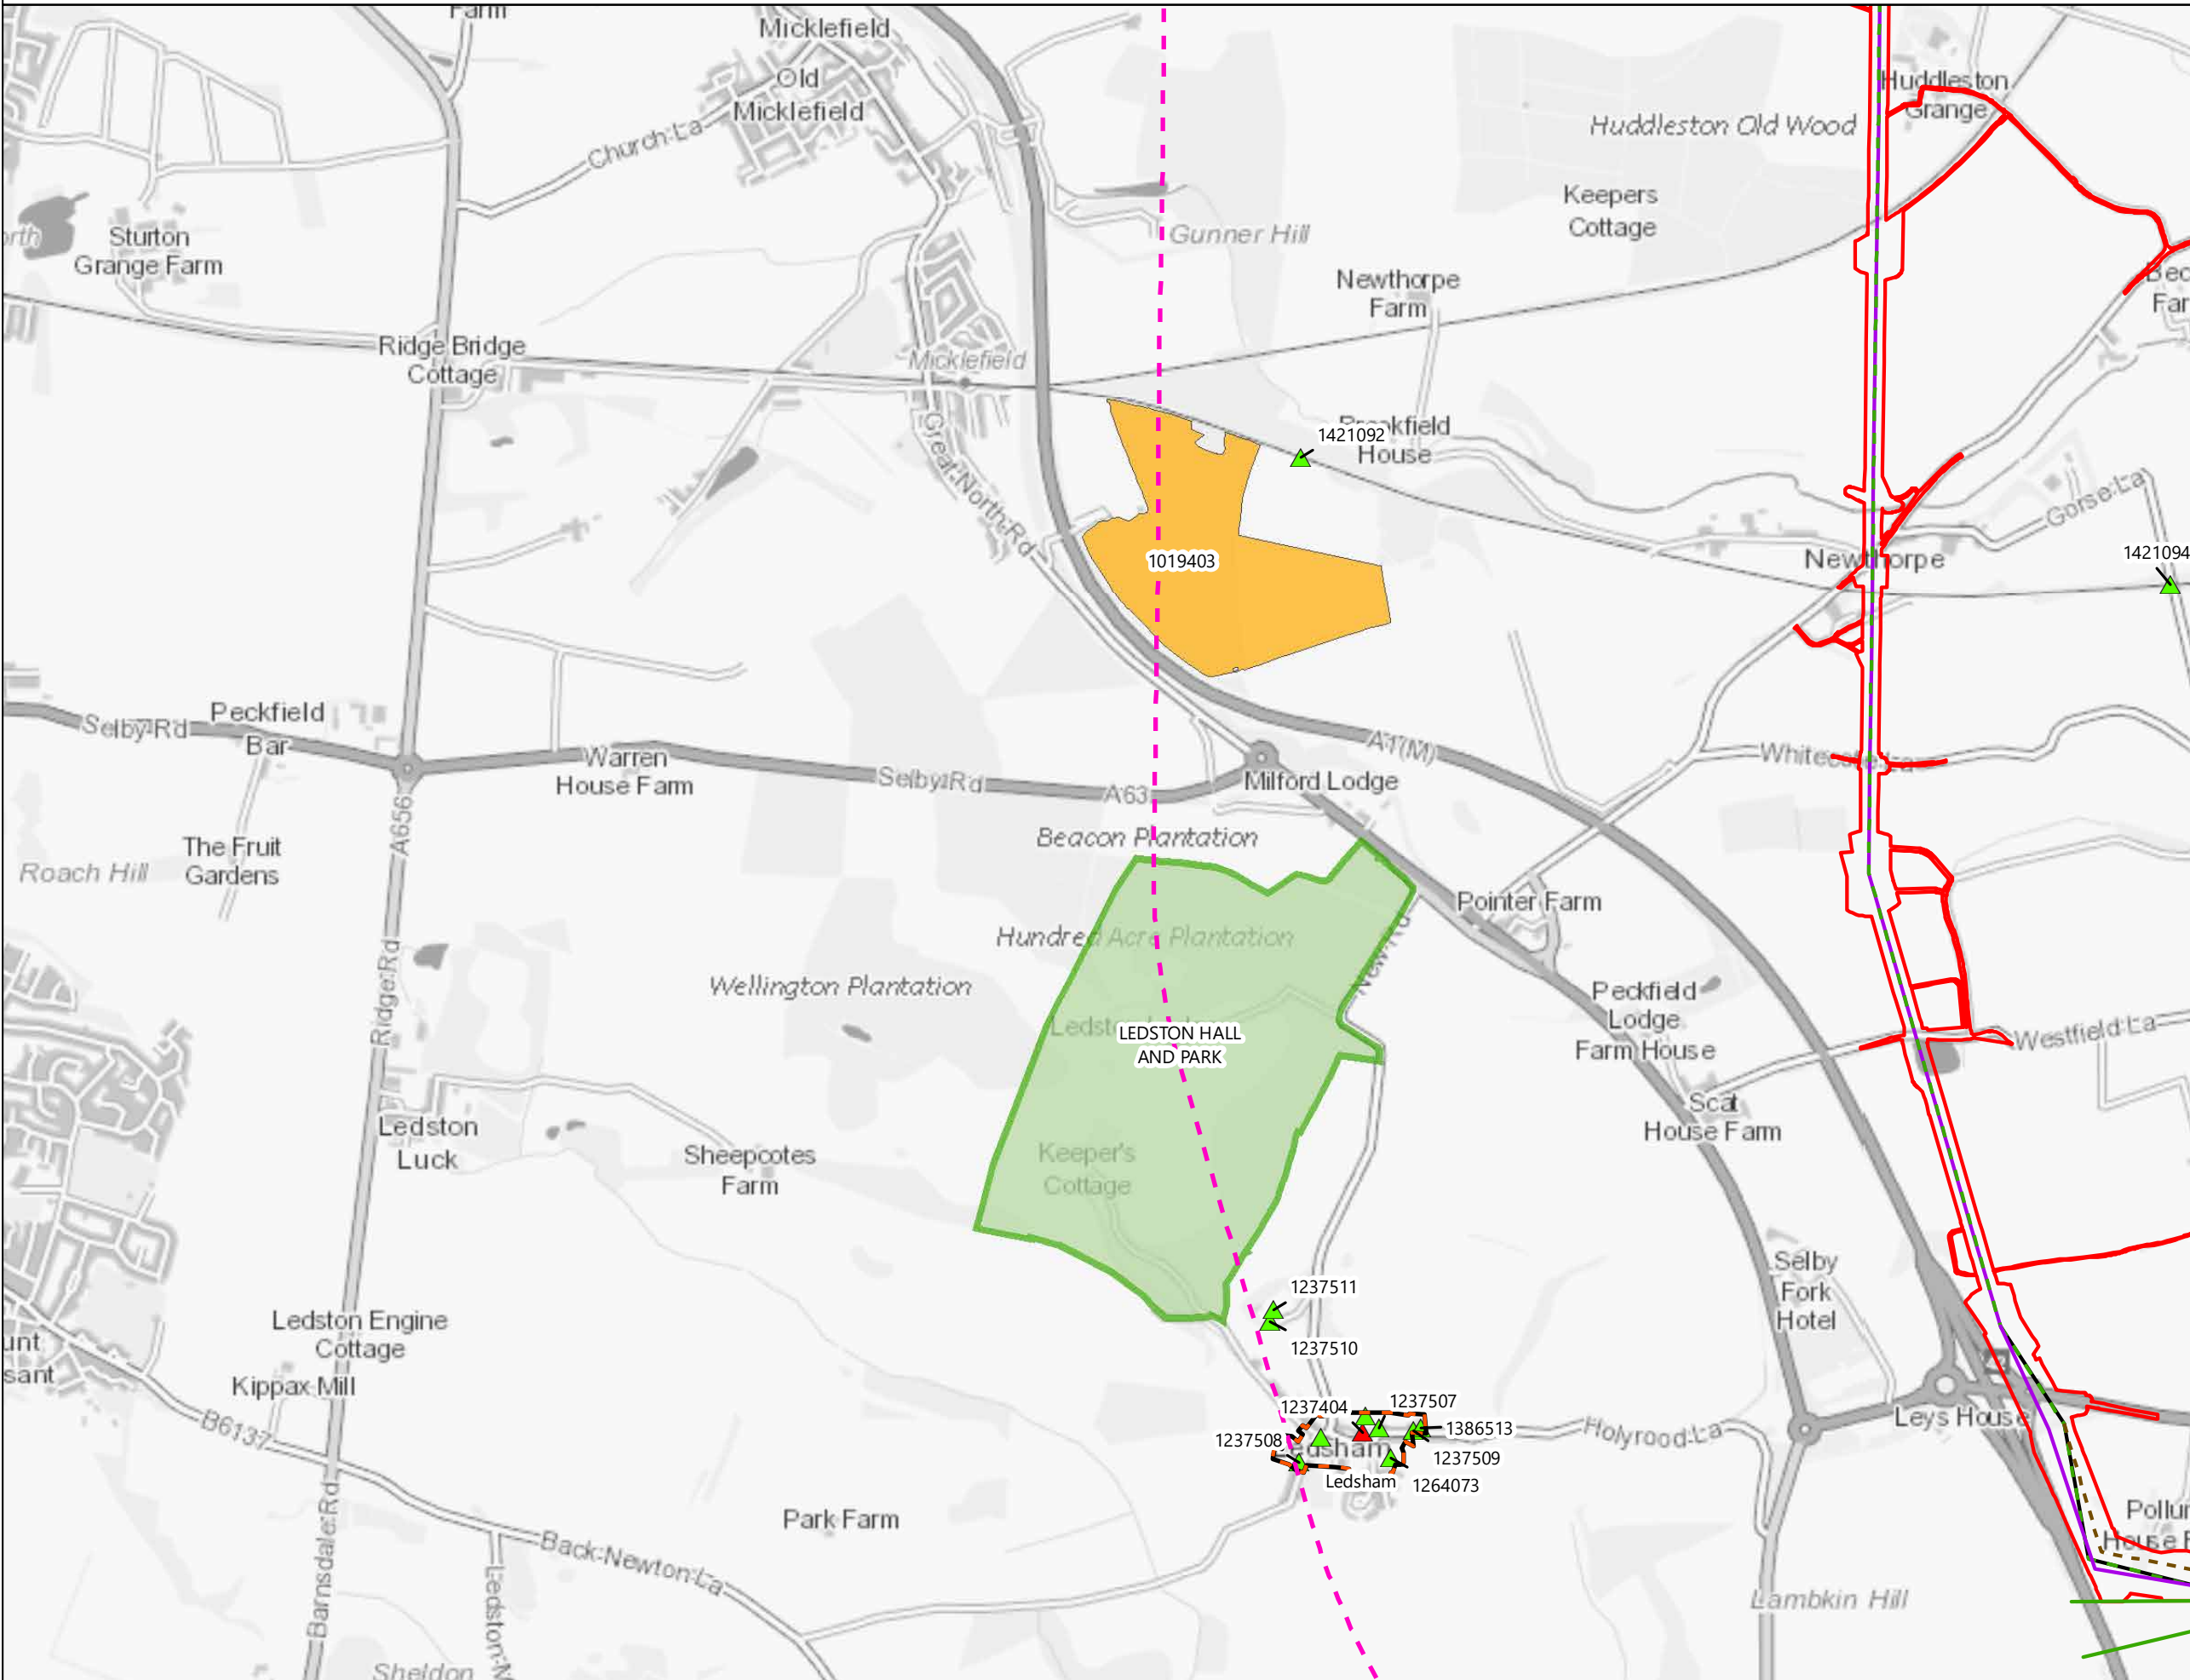 Farm
Micklefield
Old
Micklefield
Church La
Huddleston
Grange
Huddleston Old Wood
Keepers
Cottage
Sturton
Grange Farm
Gunner Hill
Newthorpe
Farm
Ridge Bridge
Cottage
Micklefield
Great North Rd
1421092
Brookfield
House
Gorse La
1019403
Newthorpe
1421094
Peckfield
Bar
Selby Rd
Warren
House Farm
Selby Rd
A63
A1(M)
Milford Lodge
Whitecote La
A656
Beacon Plantation
The Fruit
Gardens
Roach Hill
Pointer Farm
Hundred Acre Plantation
New Rd
Ridge Rd
Wellington Plantation
Peckfield
Lodge
Farm House
LEDSTON HALL
AND PARK
Westfield La
Scat
House Farm
Ledston
Luck
Sheepcotes
Farm
Keeper's
Cottage
Selby
Fork
Hotel
1237511
1237510
Ledston Engine
Cottage
Kippax Mill
B6137
1237404
1237507
1386513
1237508
Ledsham
1237509
Ledsham
1264073
Holyrood La
Leys House
Barnsdale Rd
Park Farm
Back Newton La
Lambkin Hill
Sheldon